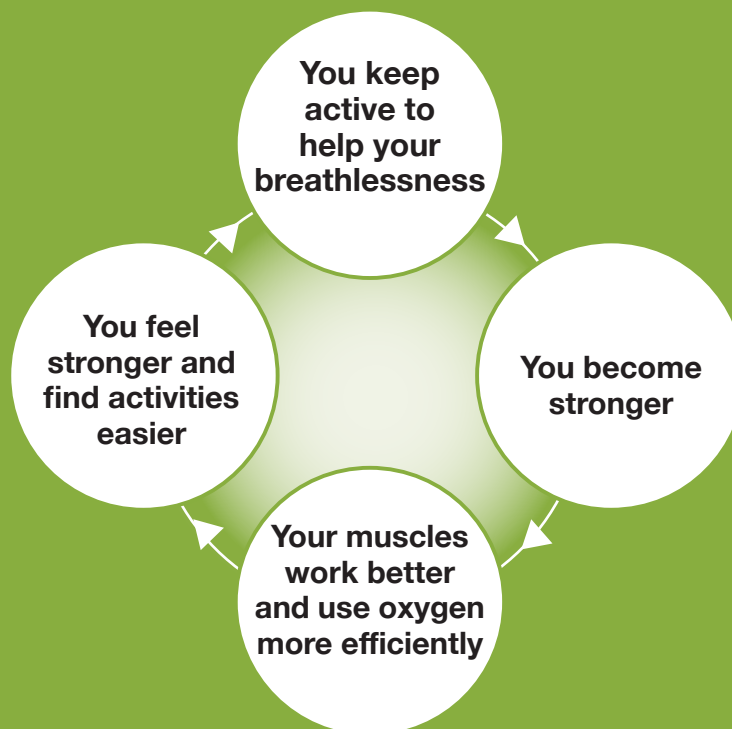 You keep
active to
help your
breathlessness
You become
stronger
Your muscles
work better
and use oxygen
more efficiently
You feel
stronger and
find activities
easier